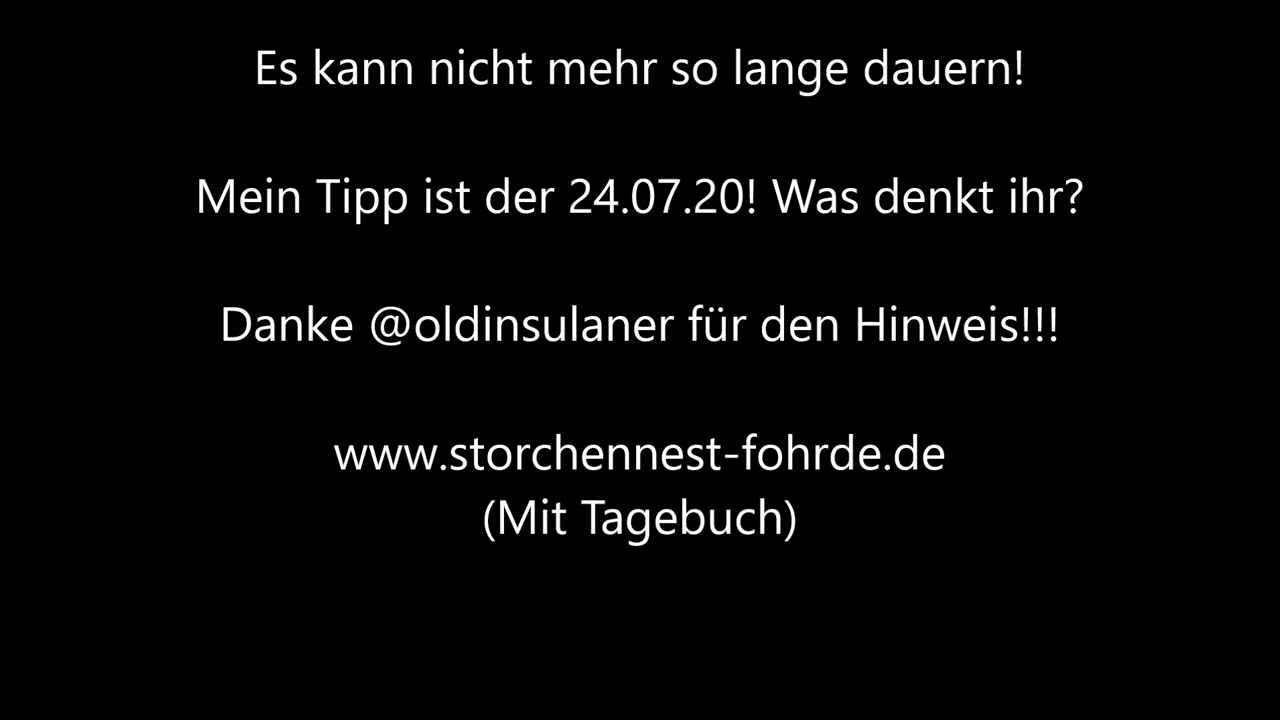 Es kann nicht mehr so lange dauern!
Mein Tipp ist der 24.07.20! Was denkt ihr?
Danke @oldinsulaner für den Hinweis!!!
www.storchennest-fohrde.de
(Mit Tagebuch)